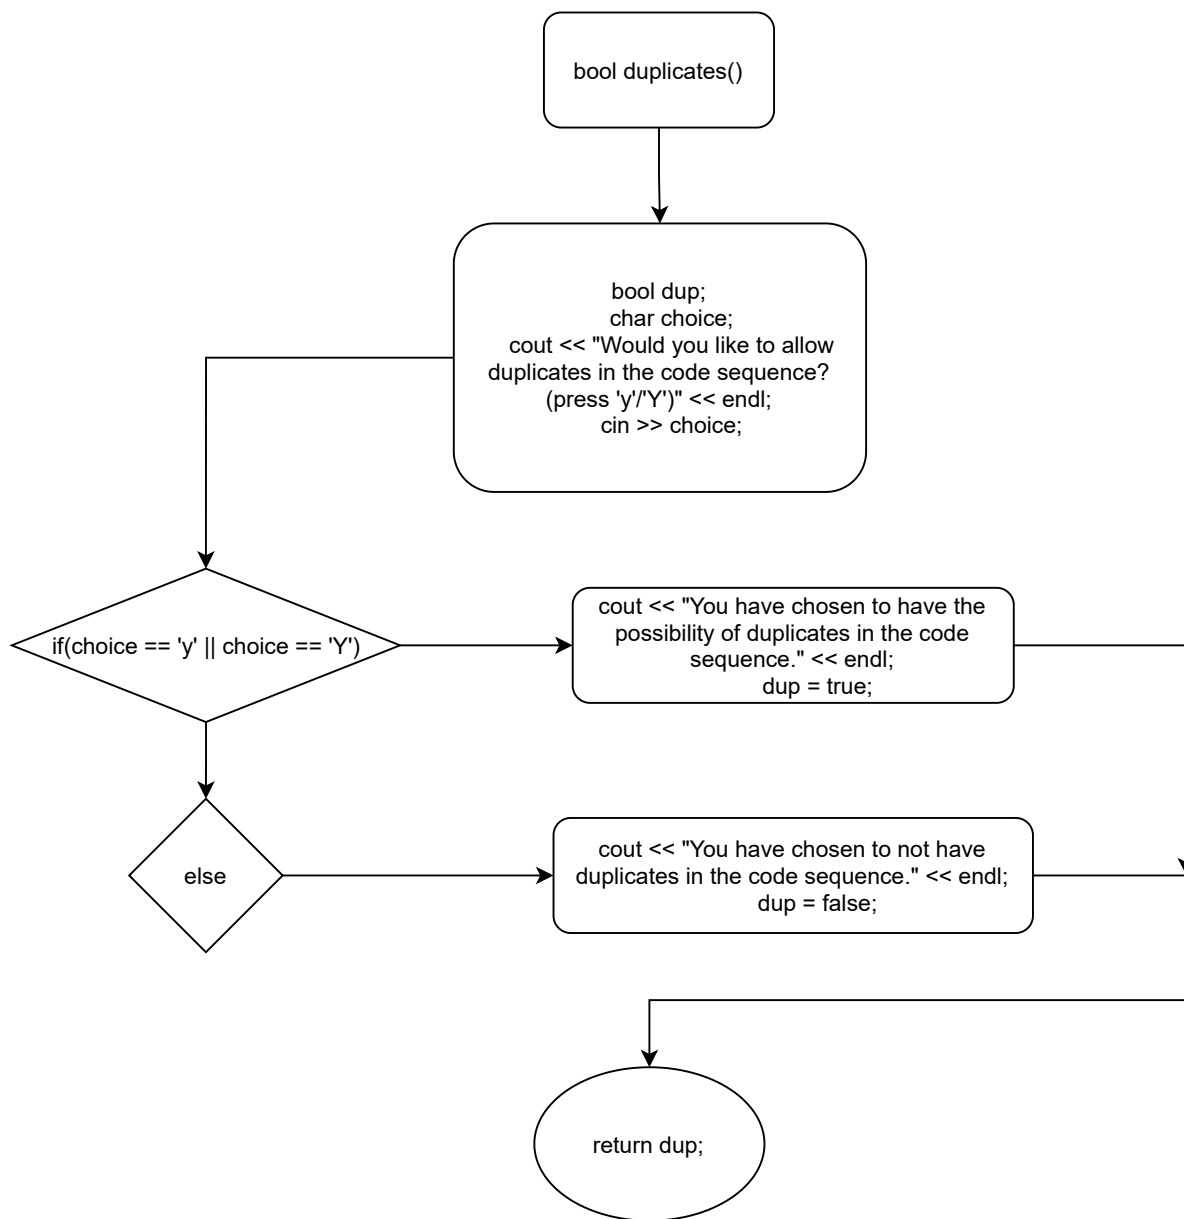 bool duplicates()
bool dup;
char choice;
cout << "Would you like to allow
duplicates in the code sequence?
(press 'y'/'Y')" << endl;
cin >> choice;
if(choice == 'y' || choice == 'Y')
cout << "You have chosen to have the
possibility of duplicates in the code
sequence." << endl;
dup = true;
else
cout << "You have chosen to not have
duplicates in the code sequence." << endl;
dup = false;
return dup;